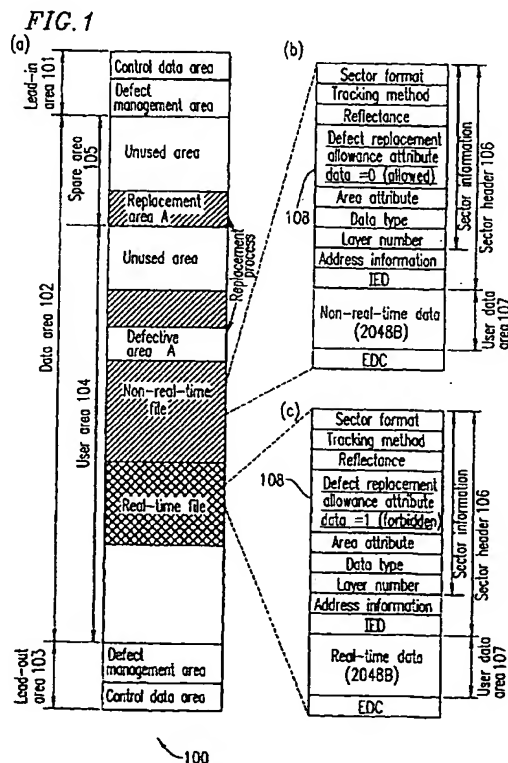 FIG. 1
(a)
Lead-in
area 101
Control data area
Defect
management area
Data area 102
Spare area
105
Unused area
Replacement
area A
Replacement
process
User area 104
Unused area
Defective
area A
Non-real-time
file
Real-time file
Lead-out
area 103
Defect
management area
Control data area
100
(b)
Sector format
Tracking method
Reflectance
Defect replacement
allowance attribute
data =0 (allowed)
108
Area attribute
Data type
Layer number
Address information
IED
Non-real-time data
(2048B)
EDC
Sector information
Sector header 106
User data
area 107
(c)
Sector format
Tracking method
Reflectance
Defect replacement
allowance attribute
data =1 (forbidden)
108
Area attribute
Data type
Layer number
Address information
IED
Real-time data
(2048B)
EDC
Sector information
Sector header 106
User data
area 107